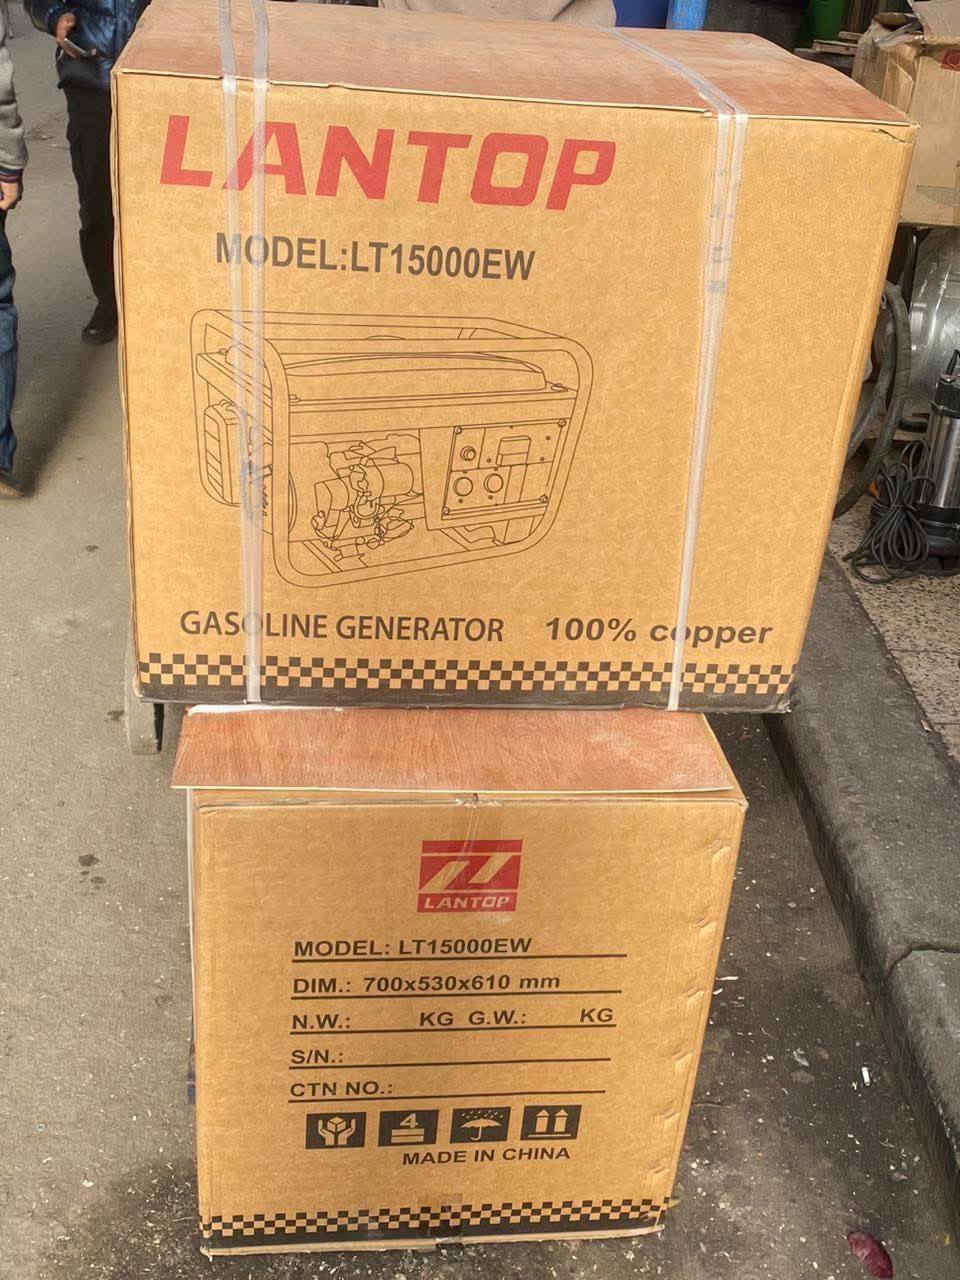 LANTOP
MODEL:LT15000EW
GASOLINE GENERATOR 100% copper
LANTOP
MODEL: LT15000EW
DIM.: 700x530x610 mm
N.W.: KG G.W.: KG
S/N.:
CTN NO.:
4
MADE IN CHINA